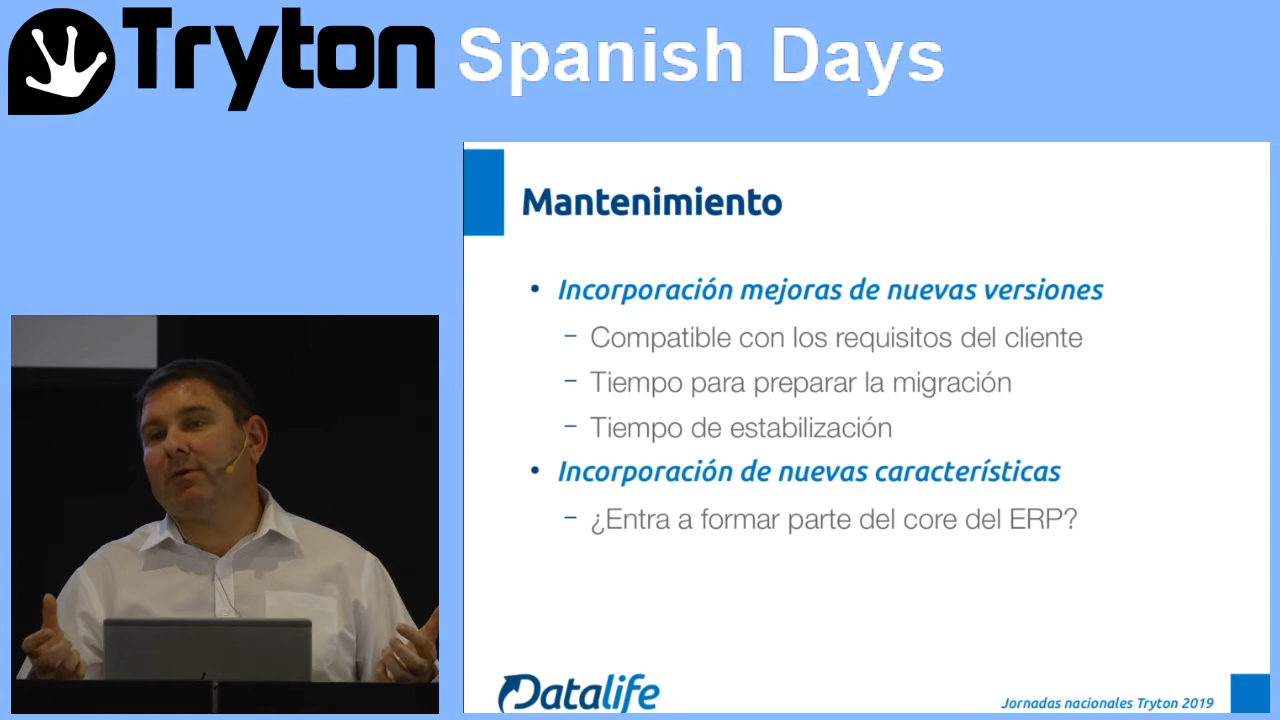 Tryton Spanish Days
Mantenimiento
• Incorporación mejoras de nuevas versiones
– Compatible con los requisitos del cliente
– Tiempo para preparar la migración
– Tiempo de estabilización
• Incorporación de nuevas características
– ¿Entra a formar parte del core del ERP?
Datalife
Jornadas nacionales Tryton 2019